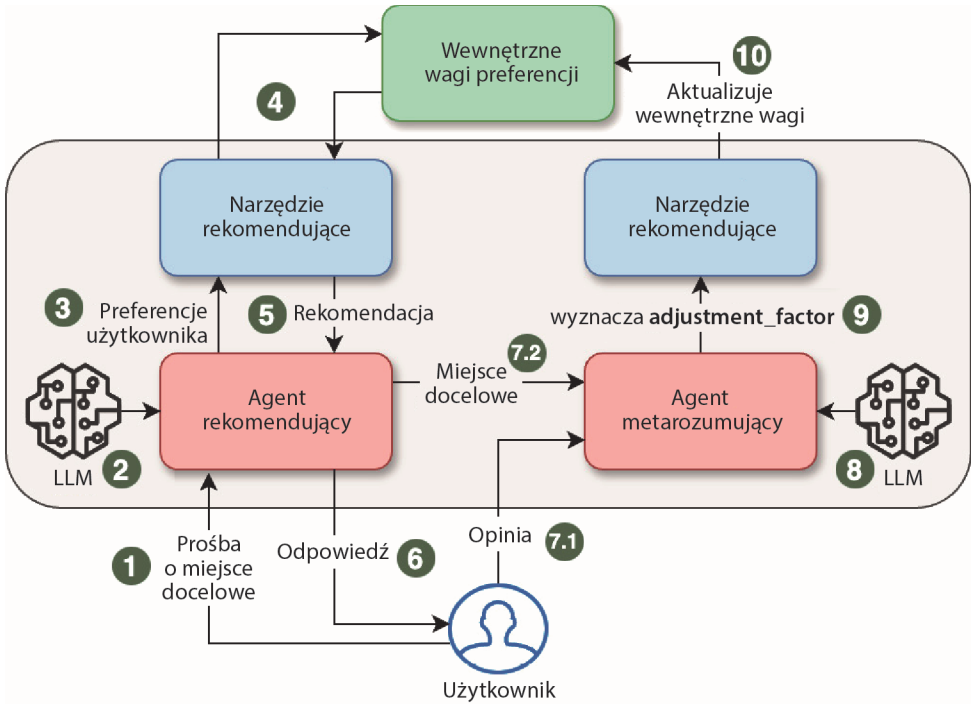 Wewnętrzne
wagi preferencji
10
Aktualizuje
wewnętrzne wagi
4
Narzędzie
rekomendujące
Narzędzie
rekomendujące
3
Preferencje
użytkownika
5
Rekomendacja
wyznacza adjustment_factor
9
7.2
Miejsce
docelowe
Agent
rekomendujący
Agent
metarozumujący
LLM
2
8
LLM
1
Prośba
o miejsce
docelowe
Odpowiedź
6
Opinia
7.1
Użytkownik